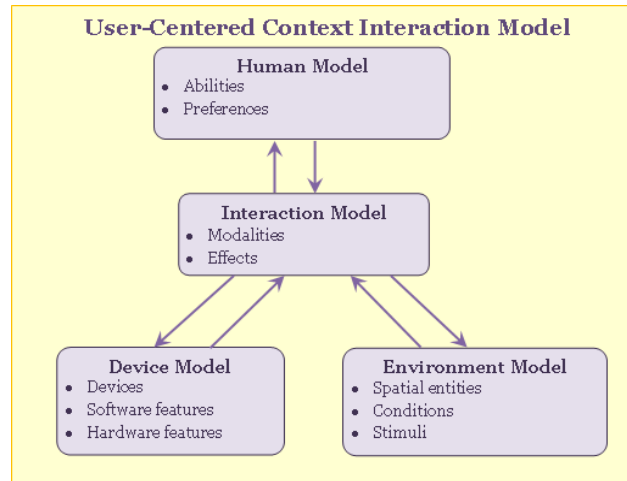 User-Centered Context Interaction Model
Human Model
• Abilities
• Preferences
Interaction Model
• Modalities
• Effects
Device Model
• Devices
• Software features
• Hardware features
Environment Model
• Spatial entities
• Conditions
• Stimuli